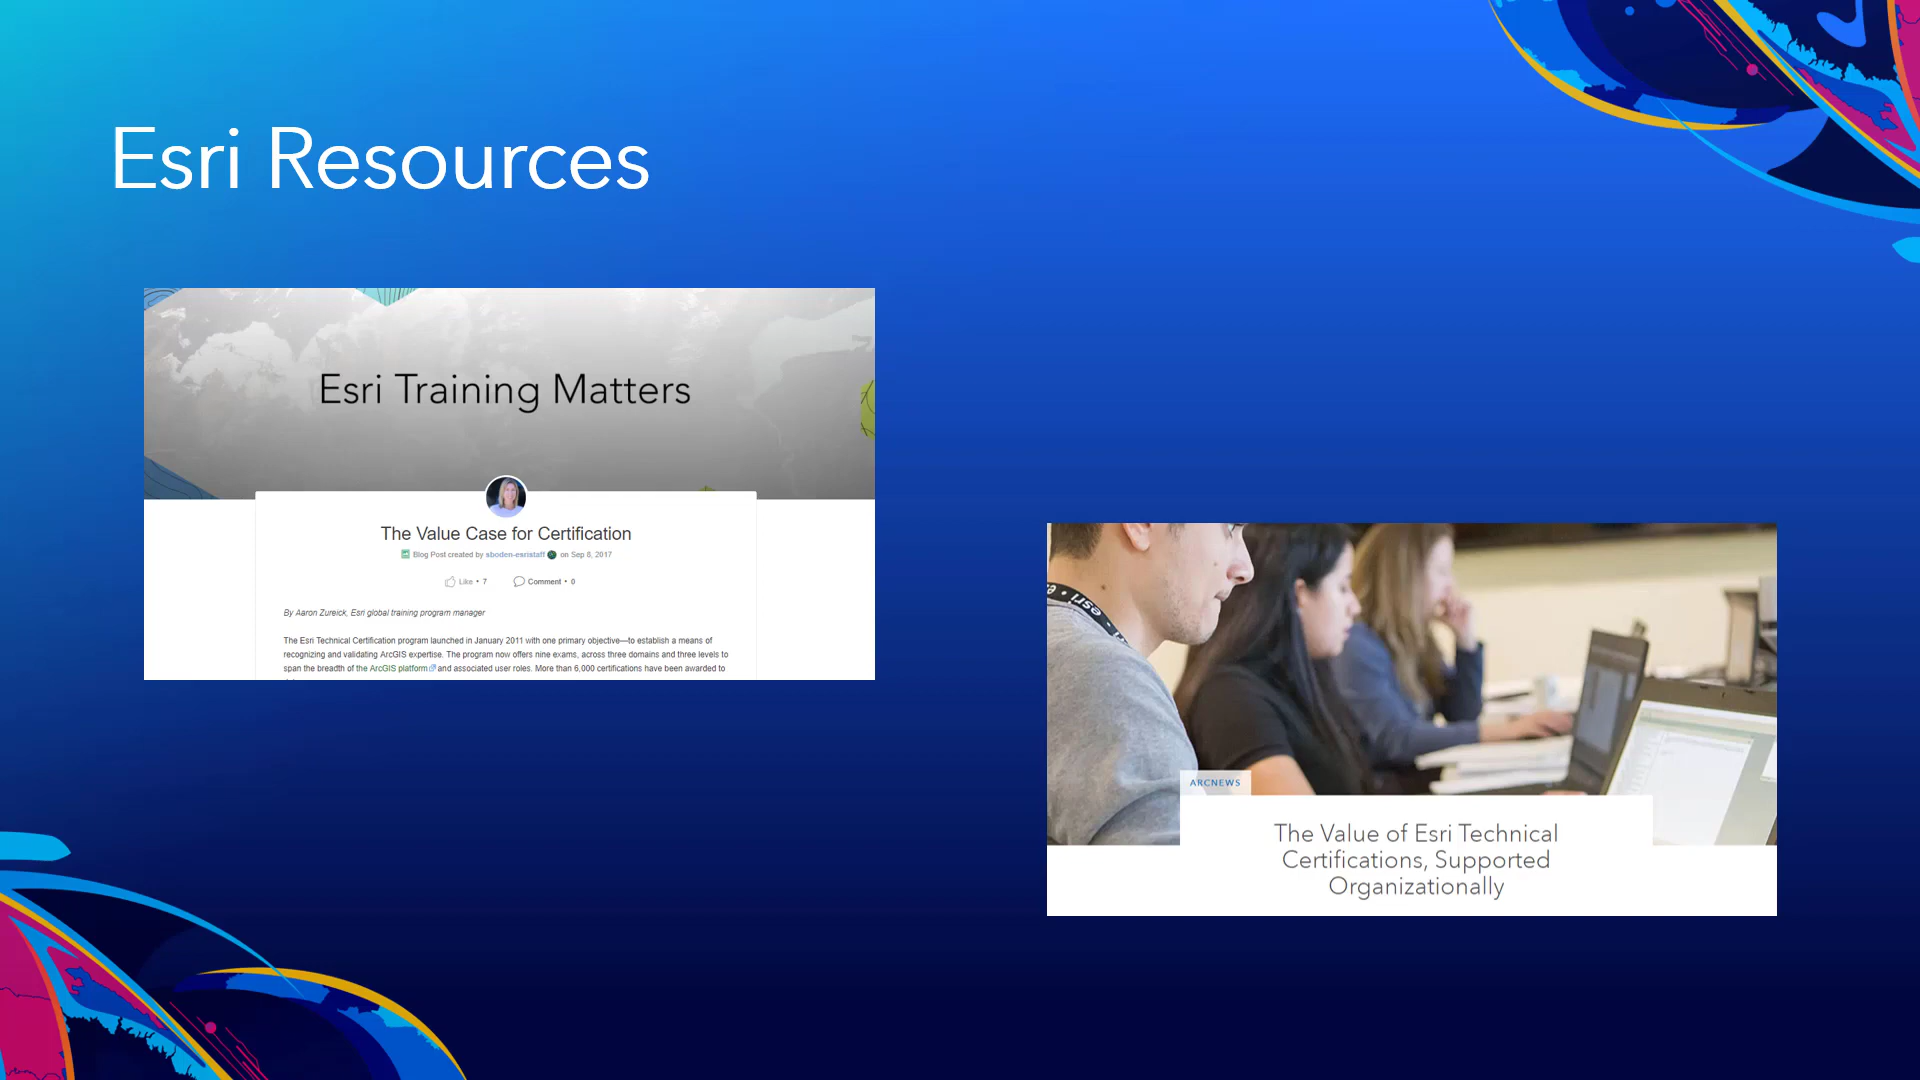 Esri Resources
Esri Training Matters
The Value Case for Certification
Blog Post created by sboden-esristaff on Sep 8, 2017
Like • 7 Comment • 0
By Aaron Zureick, Esri global training program manager
The Esri Technical Certification program launched in January 2011 with one primary objective—to establish a means of
recognizing and validating ArcGIS expertise. The program now offers nine exams, across three domains and three levels to
span the breadth of the ArcGIS platform and associated user roles. More than 6,000 certifications have been awarded to
esri
ARCNEWS
The Value of Esri Technical
Certifications, Supported
Organizationally